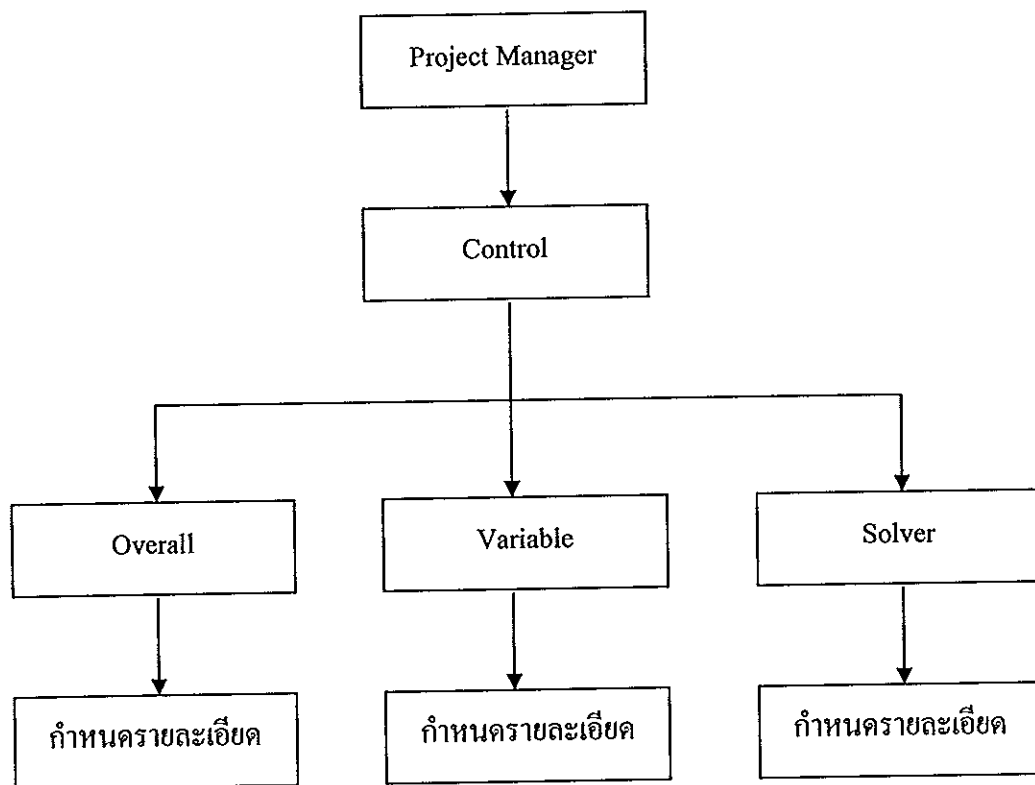 Project Manager
Control
Overall
Variable
Solver
กำหนดรายละเอียด
กำหนดรายละเอียด
กำหนดรายละเอียด